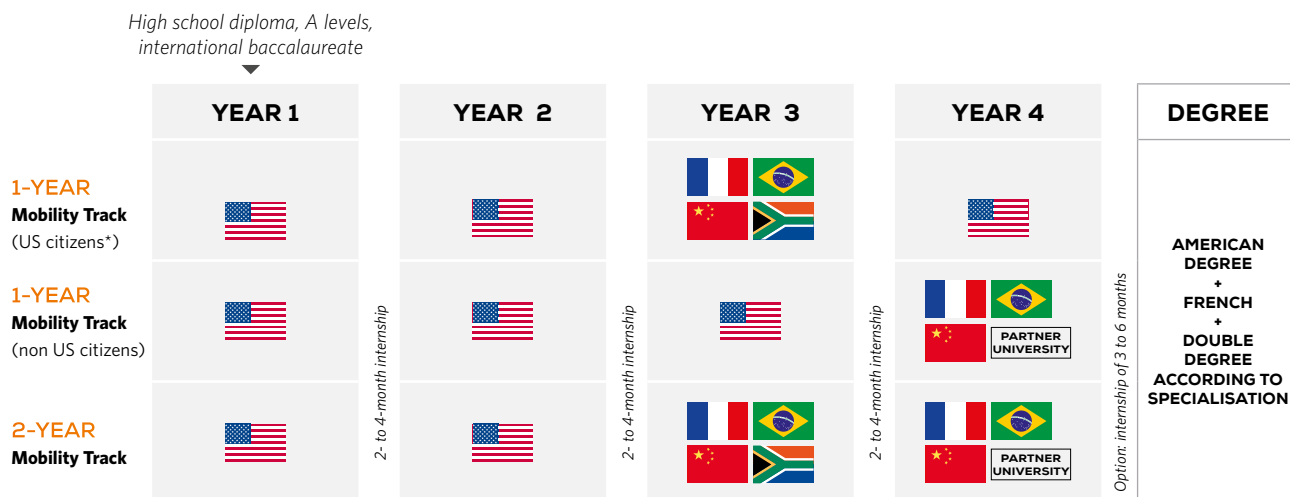 High school diploma, A levels,
international baccalaureate
YEAR 1
YEAR 2
YEAR 3
YEAR 4
DEGREE
1-YEAR
Mobility Track
(US citizens*)
1-YEAR
Mobility Track
(non US citizens)
2-YEAR
Mobility Track
2- to 4-month internship
2- to 4-month internship
2- to 4-month internship
PARTNER
UNIVERSITY
PARTNER
UNIVERSITY
Option: internship of 3 to 6 months
AMERICAN
DEGREE
+
FRENCH
+
DOUBLE
DEGREE
ACCORDING TO
SPECIALISATION